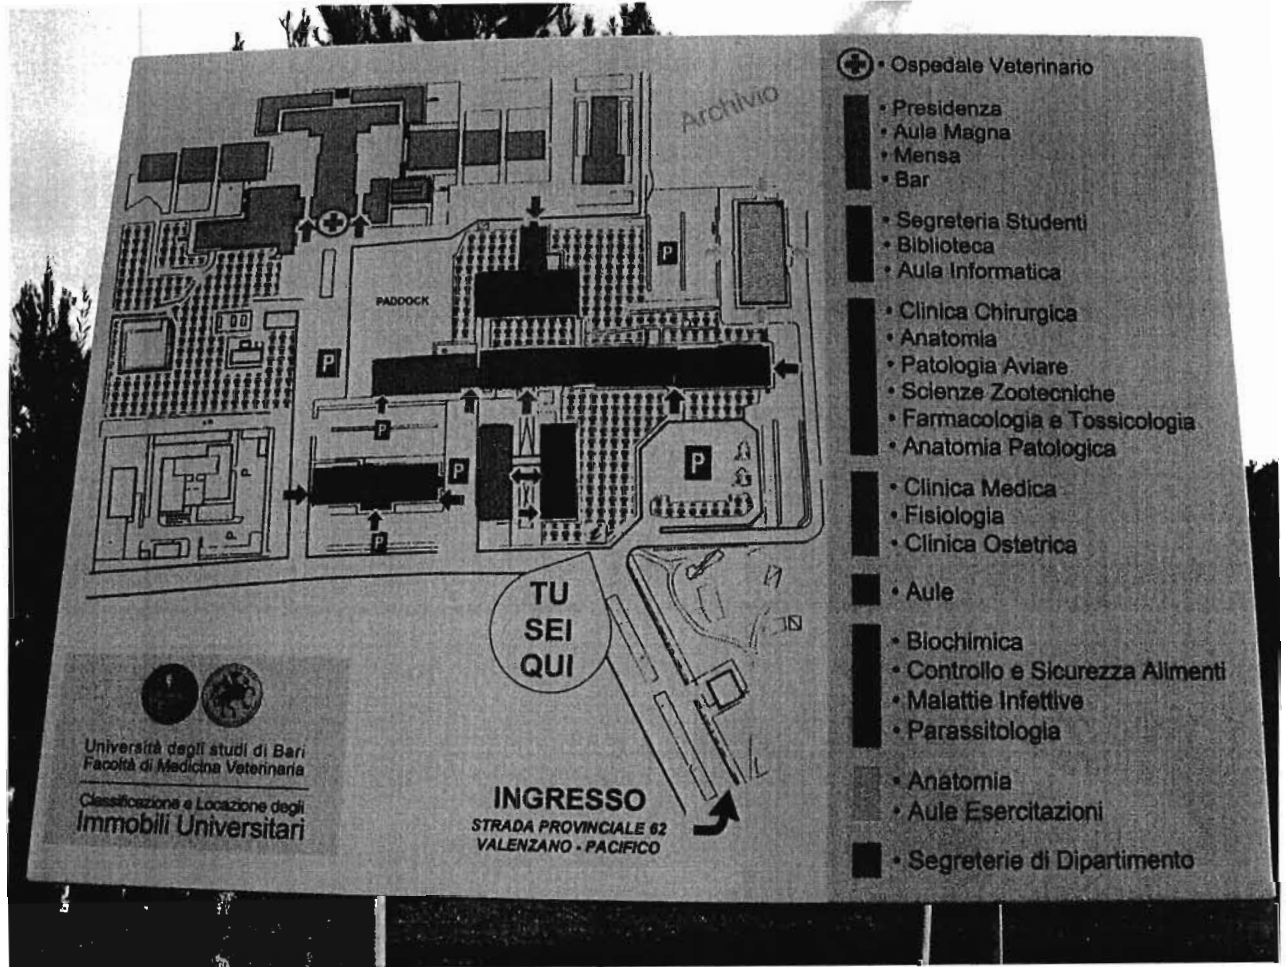 Archivio
PADDOCK
P
P
P
P
P
P
P
P
TU
SEI
QUI
Università degli studi di Bari
Facoltà di Medicina Veterinaria
Classificazione e Locazione degli
Immobili Universitari
INGRESSO
STRADA PROVINCIALE 62
VALENZANO - PACIFICO
• Ospedale Veterinario
• Presidenza
• Aula Magna
• Mensa
• Bar
• Segreteria Studenti
• Biblioteca
• Aula Informatica
• Clinica Chirurgica
• Anatomia
• Patologia Aviare
• Scienze Zootecniche
• Farmacologia e Tossicologia
• Anatomia Patologica
• Clinica Medica
• Fisiologia
• Clinica Ostetrica
• Aule
• Biochimica
• Controllo e Sicurezza Alimenti
• Malattie Infettive
• Parassitologia
• Anatomia
• Aule Esercitazioni
• Segreterie di Dipartimento